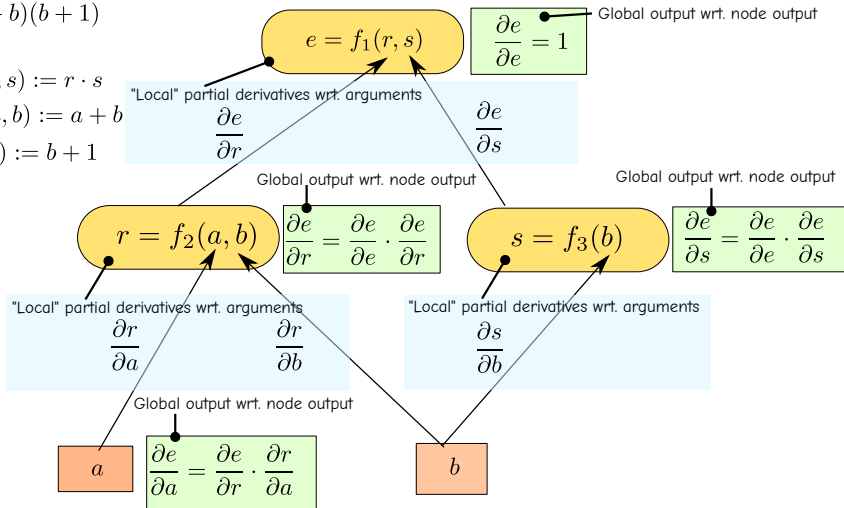 + b)(b + 1)
Global output wrt. node output
e = f₁(r, s)
∂e/∂e = 1
, s) := r · s
"Local" partial derivatives wrt. arguments
, b) := a + b
∂e/∂r
∂e/∂s
) := b + 1
Global output wrt. node output
Global output wrt. node output
r = f₂(a, b)
∂e/∂r = ∂e/∂e · ∂e/∂r
s = f₃(b)
∂e/∂s = ∂e/∂e · ∂e/∂s
"Local" partial derivatives wrt. arguments
"Local" partial derivatives wrt. arguments
∂r/∂a
∂r/∂b
∂s/∂b
Global output wrt. node output
a
∂e/∂a = ∂e/∂r · ∂r/∂a
b